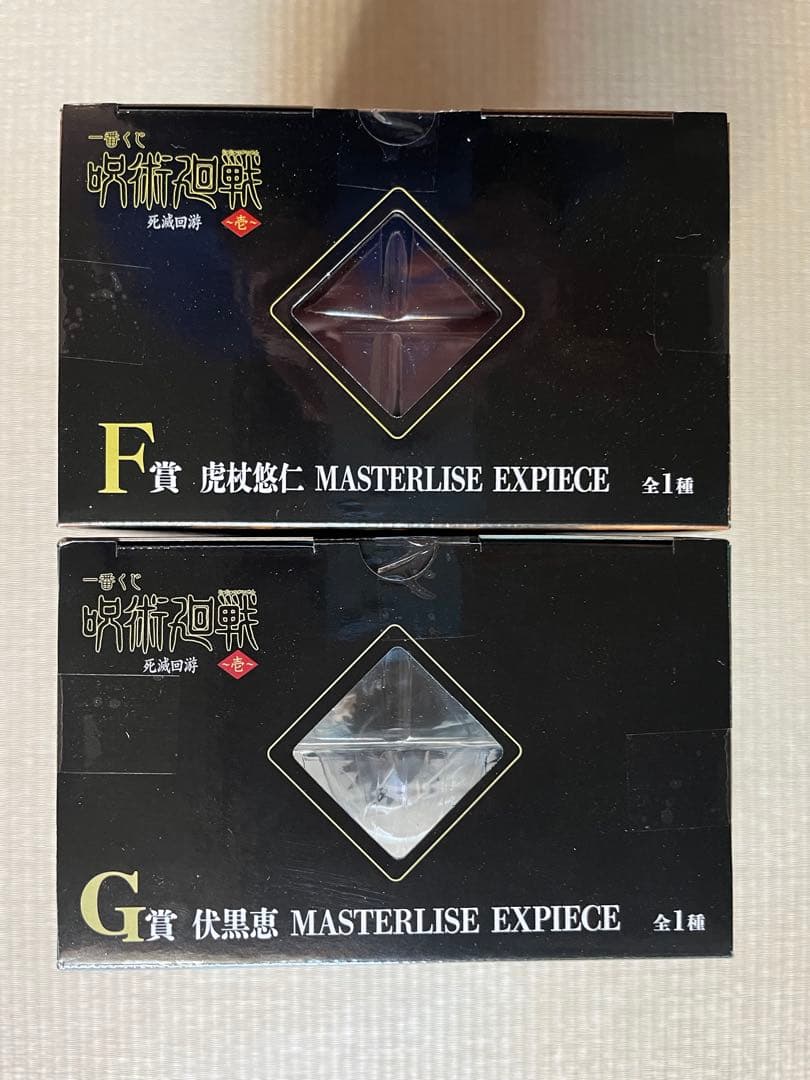 一番くじ
呪術廻戦
死滅回游 ～壱～
F賞 虎杖悠仁 MASTERLISE EXPIECE 全1種
一番くじ
呪術廻戦
死滅回游 ～壱～
G賞 伏黒恵 MASTERLISE EXPIECE 全1種